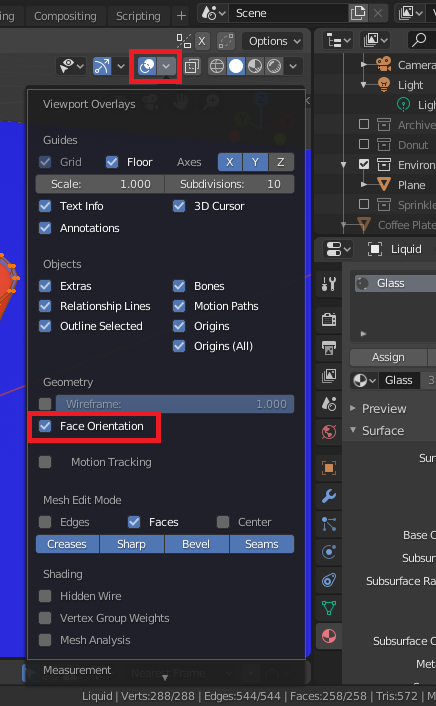 ing Compositing Scripting + Scene
X Options
Camera
Light
Ligh
Archive
Donut
Environ
Plane
Sprinkle
Coffee Plate
Viewport Overlays
Guides
Grid Floor Axes X Y Z
Scale: 1.000 Subdivisions: 10
Text Info 3D Cursor
Annotations
Objects
Extras Bones
Relationship Lines Motion Paths
Outline Selected Origins
Origins (All)
Geometry
Wireframe: 1.000
Face Orientation
Motion Tracking
Mesh Edit Mode
Edges Faces Center
Creases Sharp Bevel Seams
Shading
Hidden Wire
Vertex Group Weights
Mesh Analysis
Measurement
Nearest Frame
Liquid
Glass
Assign
Glass 3
Preview
Surface
Sur
Base C
Subsur
Subsurface Ra
Subsurface C
Met
Liquid | Verts:288/288 | Edges:544/544 | Faces:258/258 | Tris:572 | M